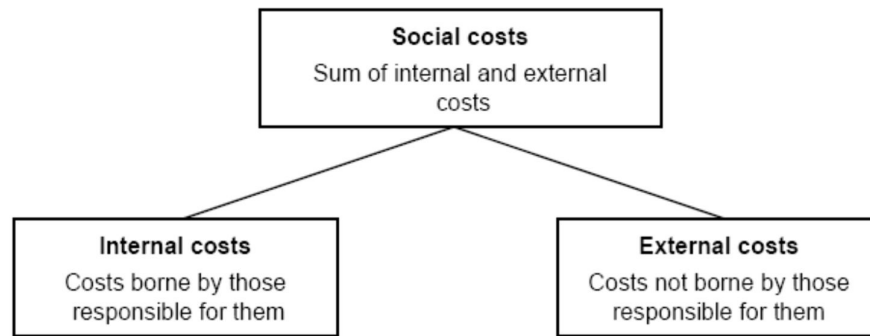 Social costs
Sum of internal and external
costs
Internal costs
Costs borne by those
responsible for them
External costs
Costs not borne by those
responsible for them